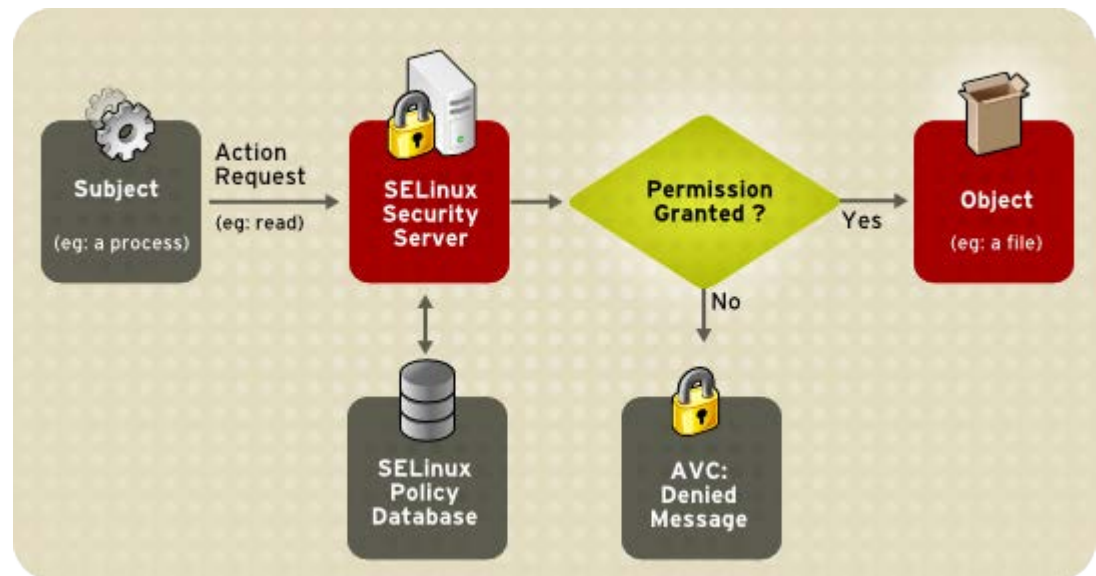 Subject
(eg: a process)
Action
Request
(eg: read)
SELinux
Security
Server
Permission
Granted ?
Yes
Object
(eg: a file)
No
SELinux
Policy
Database
AVC:
Denied
Message